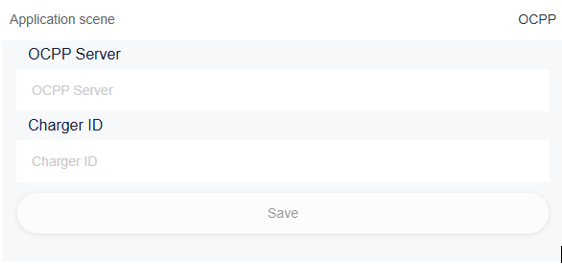 Application scene OCPP
OCPP Server
OCPP Server
Charger ID
Charger ID
Save